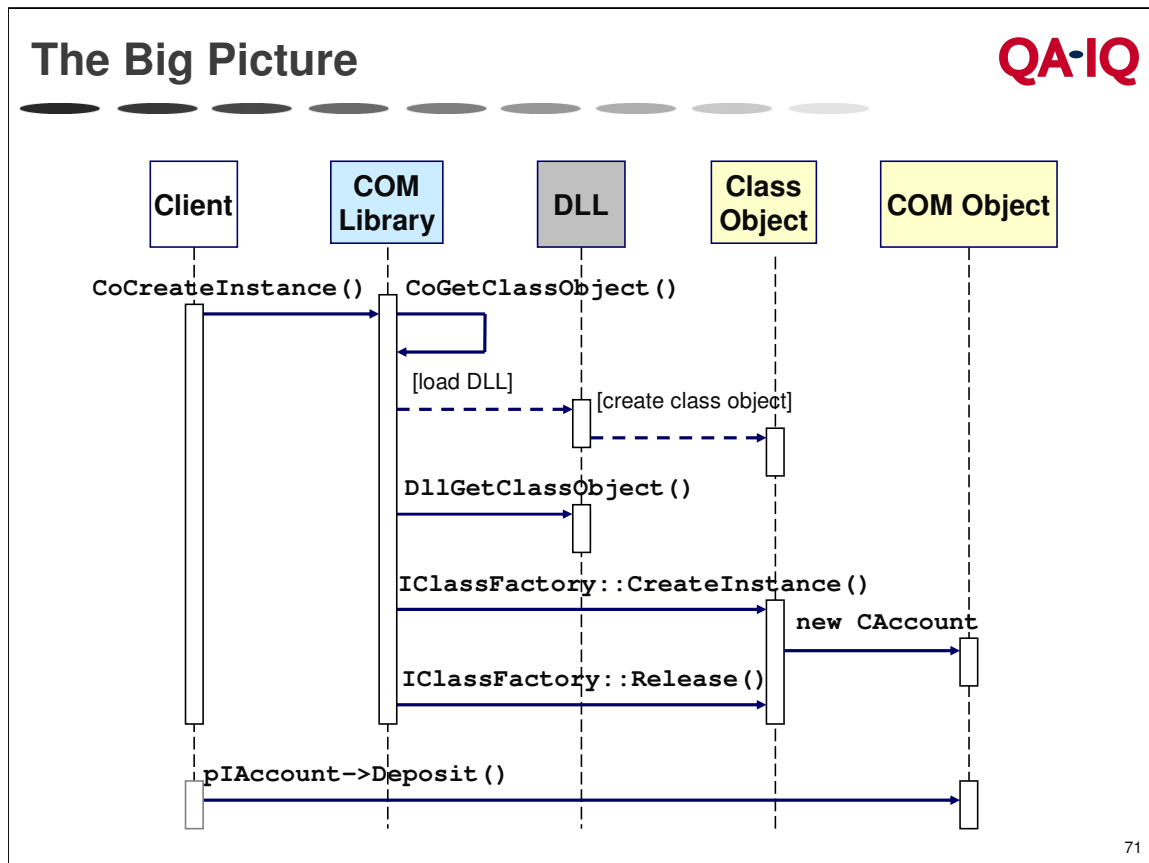 The Big Picture
QA-IQ
Client
COM
Library
DLL
Class
Object
COM Object
CoCreateInstance()
CoGetClassObject()
[load DLL]
[create class object]
DllGetClassObject()
IClassFactory::CreateInstance()
new CAccount
IClassFactory::Release()
pIAccount->Deposit()
71